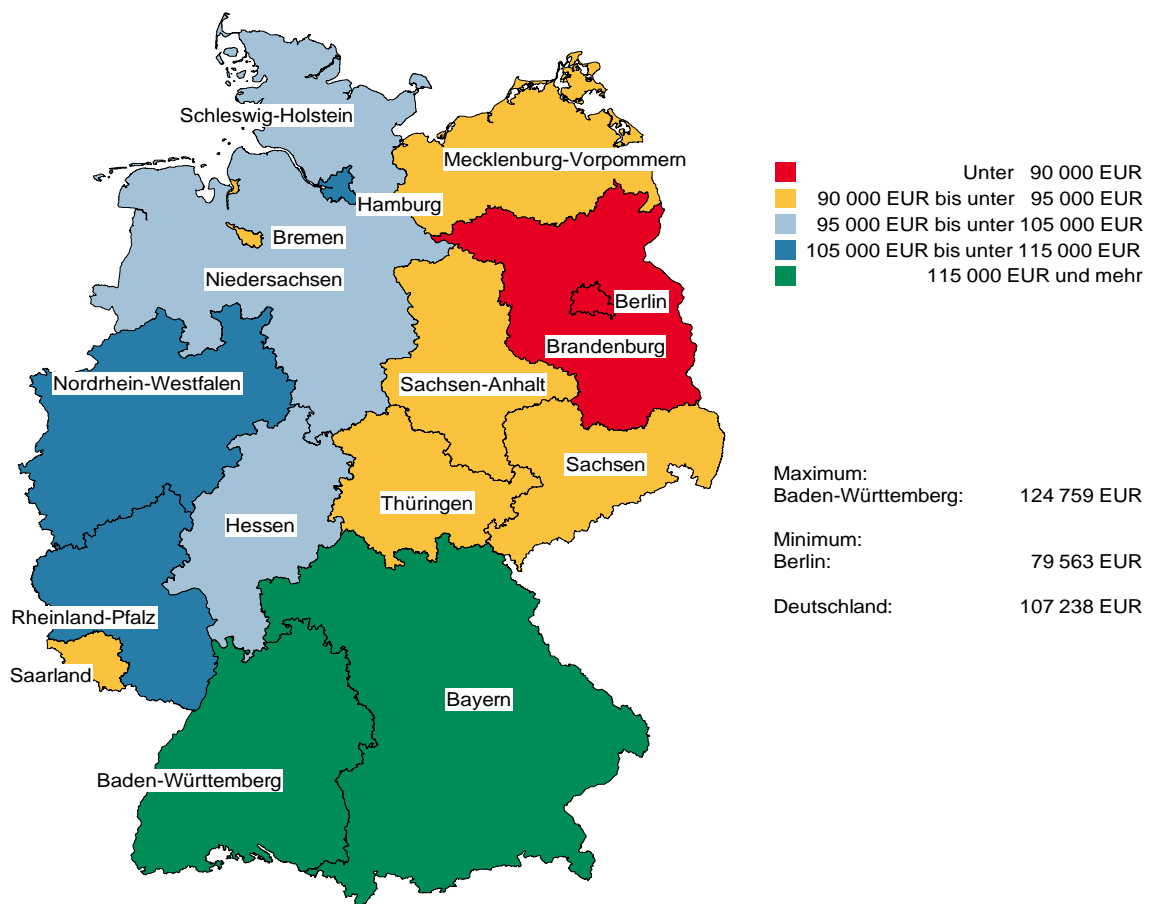 Schleswig-Holstein
Mecklenburg-Vorpommern
Hamburg
Bremen
Niedersachsen
Berlin
Brandenburg
Nordrhein-Westfalen
Sachsen-Anhalt
Sachsen
Thüringen
Hessen
Rheinland-Pfalz
Saarland
Bayern
Baden-Württemberg
Unter 90 000 EUR
90 000 EUR bis unter 95 000 EUR
95 000 EUR bis unter 105 000 EUR
105 000 EUR bis unter 115 000 EUR
115 000 EUR und mehr
Maximum:
Baden-Württemberg: 124 759 EUR
Minimum:
Berlin: 79 563 EUR
Deutschland: 107 238 EUR